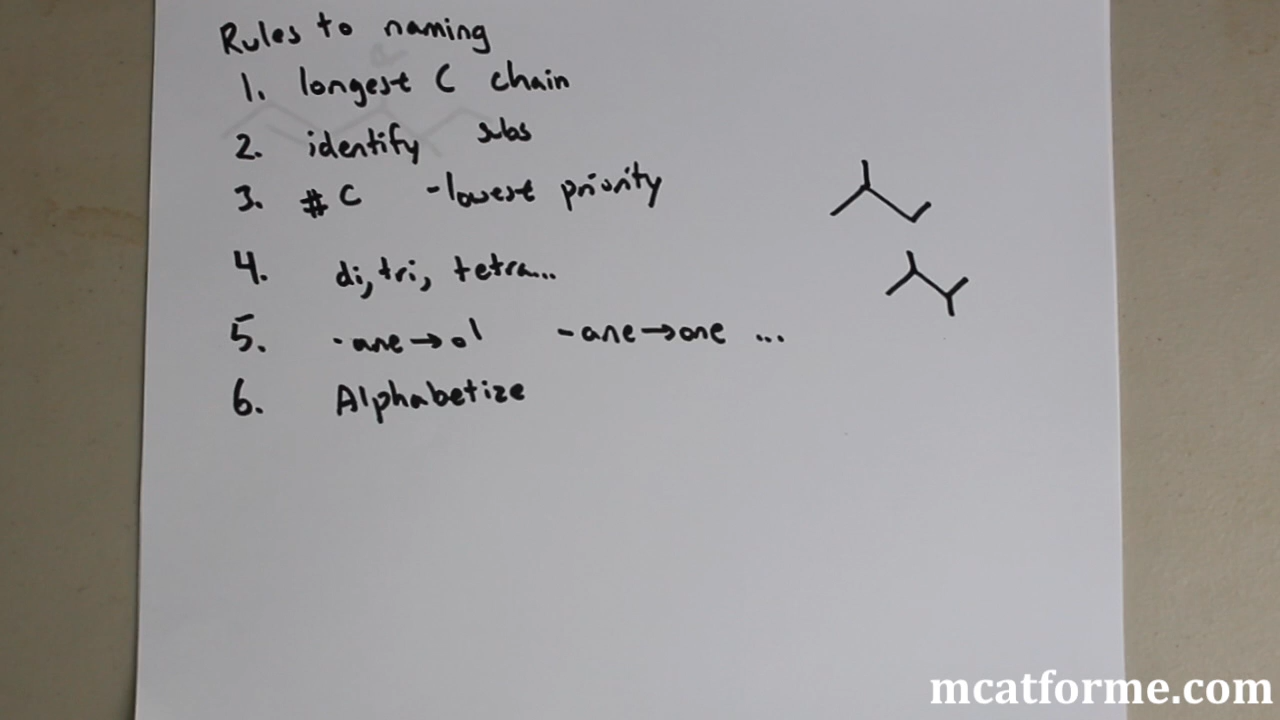 Rules to naming
1. longest C chain
2. identify subs
3. #C -lowest priority
4. di, tri, tetra...
5. -ane→ol -ane→one ...
6. Alphabetize
mcatforme.com